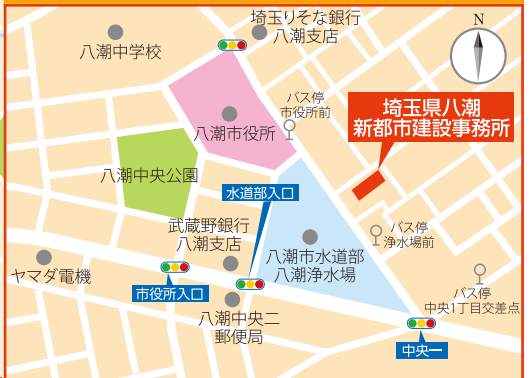 埼玉りそな銀行
八潮支店
N
八潮中学校
バス停
市役所前
埼玉県八潮
新都市建設事務所
八潮市役所
八潮中央公園
水道部入口
武蔵野銀行
八潮支店
八潮市水道部
八潮浄水場
バス停
浄水場前
ヤマダ電機
市役所入口
バス停
中央1丁目交差点
八潮中央二
郵便局
中央一